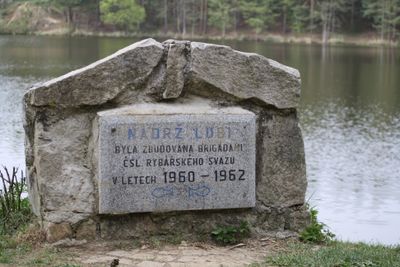 NÁDRŽ LUBÍ
BYLA ZBUDOVÁNA BRIGÁDAMI
ČSL. RYBÁŘSKÉHO SVAZU
V LETECH 1960 - 1962